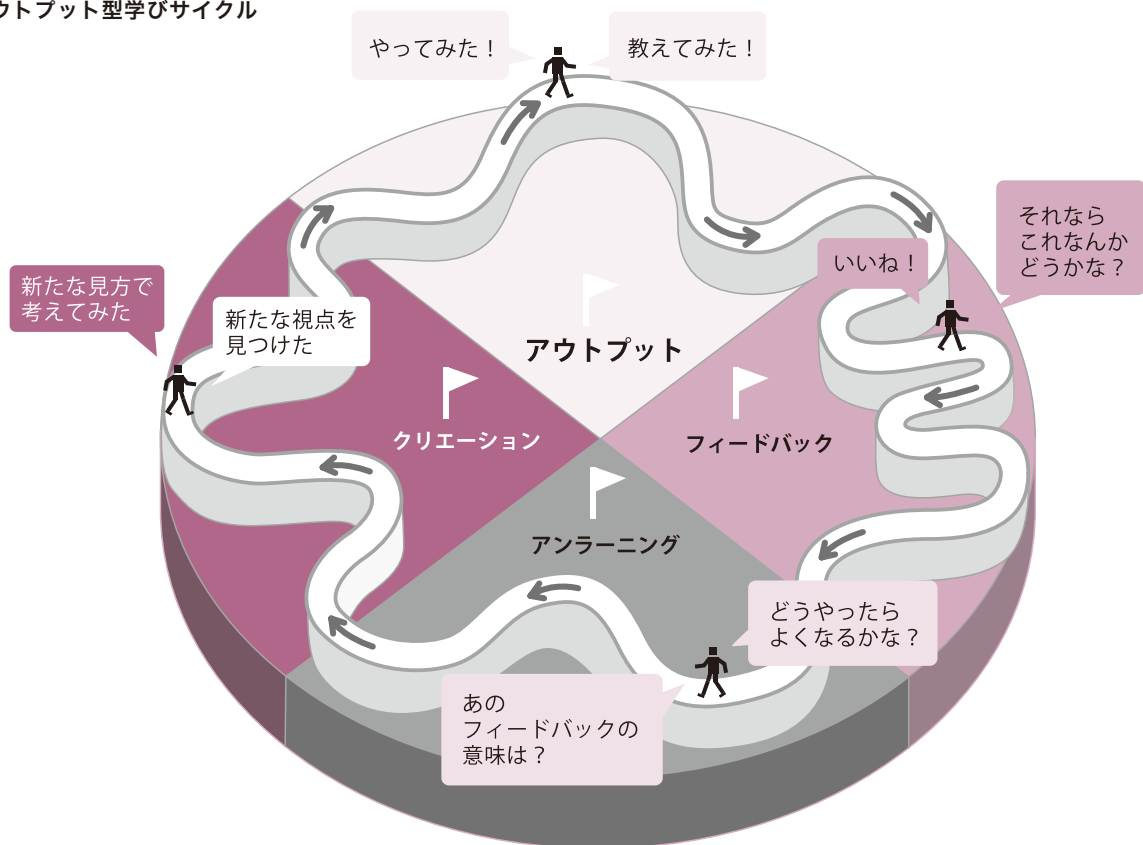 ウトプット型学びサイクル
やってみた！
教えてみた！
それなら
これなんか
どうかな？
いいね！
新たな見方で
考えてみた
新たな視点を
見つけた
アウトプット
クリエーション
フィードバック
アンラーニング
どうやったら
よくなるかな？
あの
フィードバックの
意味は？